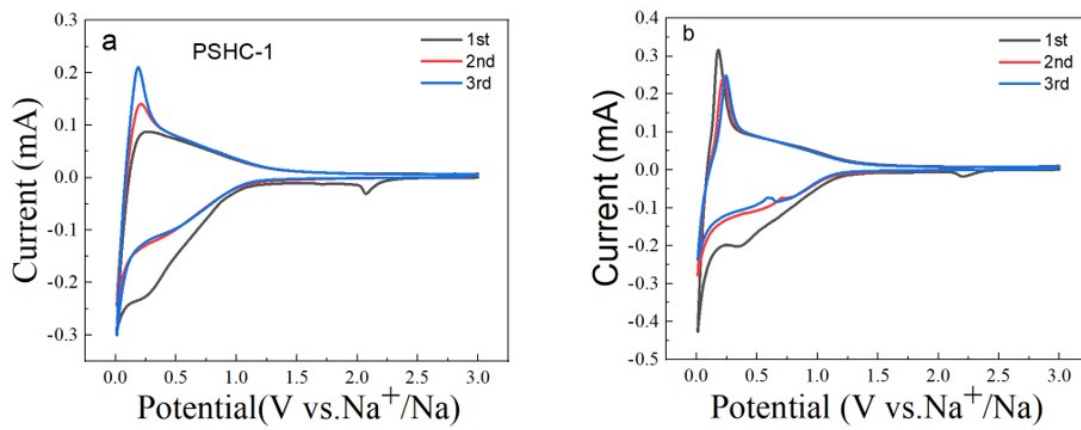 a
PSHC-1
1st
2nd
3rd
0.3
0.2
0.1
0.0
-0.1
-0.2
-0.3
Current (mA)
0.0 0.5 1.0 1.5 2.0 2.5 3.0
Potential(V vs.Na⁺/Na)
b
1st
2nd
3rd
0.4
0.3
0.2
0.1
0.0
-0.1
-0.2
-0.3
-0.4
-0.5
Current (mA)
0.0 0.5 1.0 1.5 2.0 2.5 3.0
Potential (V vs.Na⁺/Na)